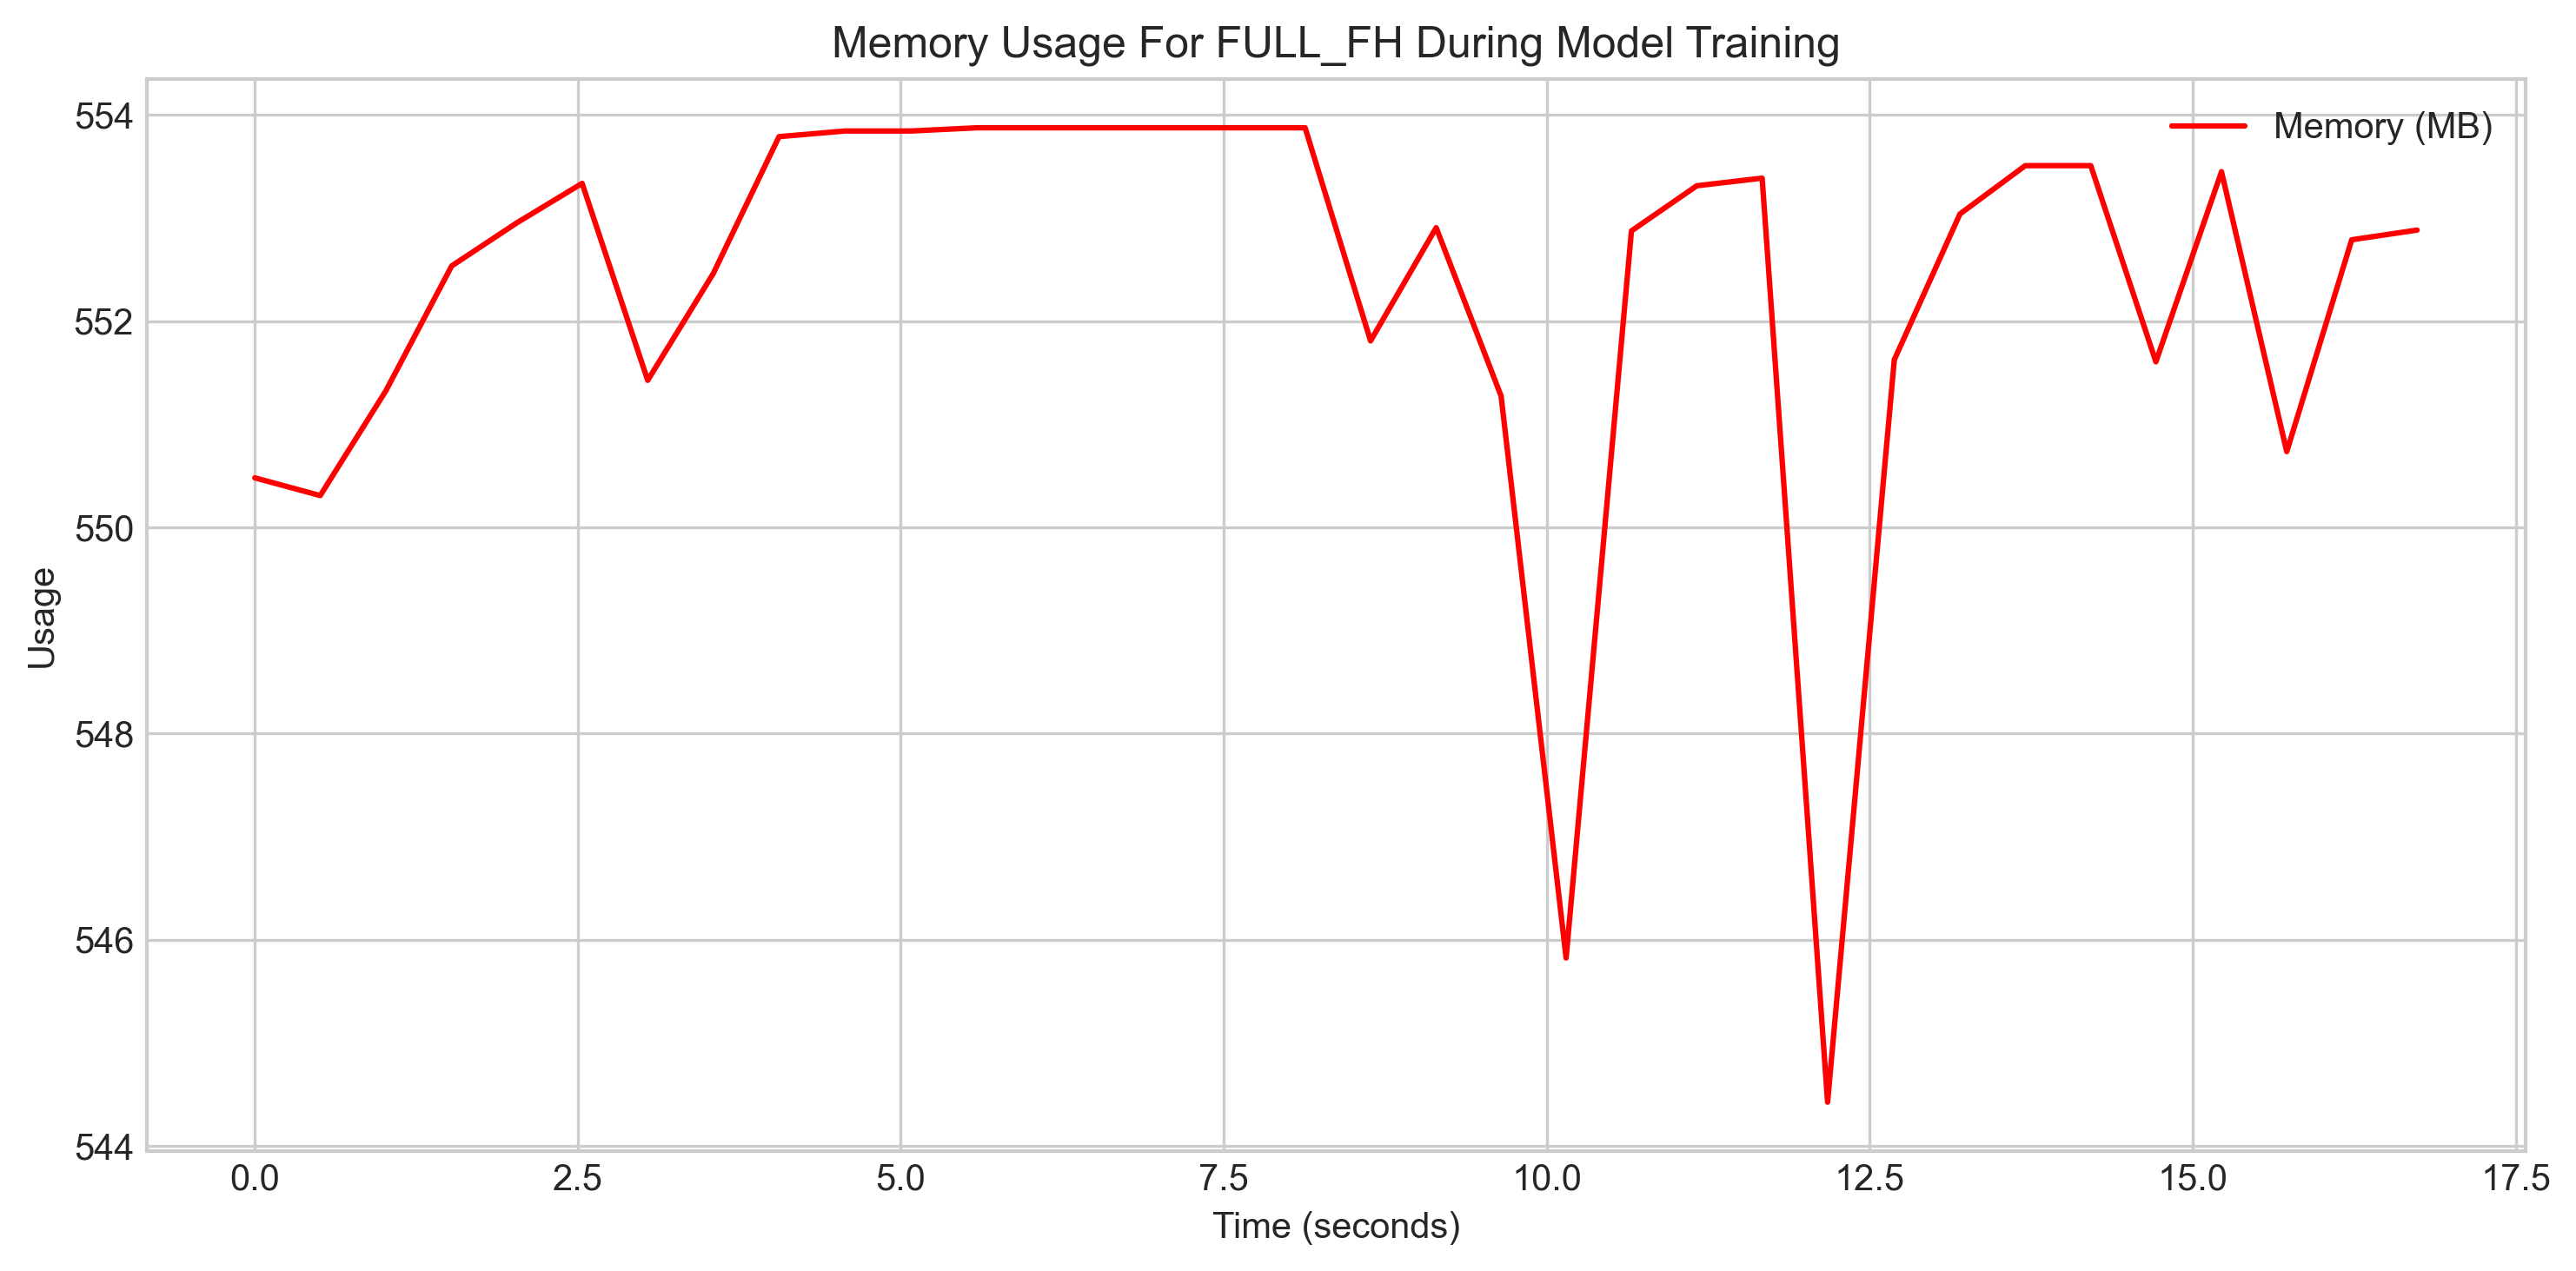 Memory Usage For FULL_FH During Model Training
Memory (MB)
554
552
550
548
546
544
Usage
0.0 2.5 5.0 7.5 10.0 12.5 15.0 17.5
Time (seconds)